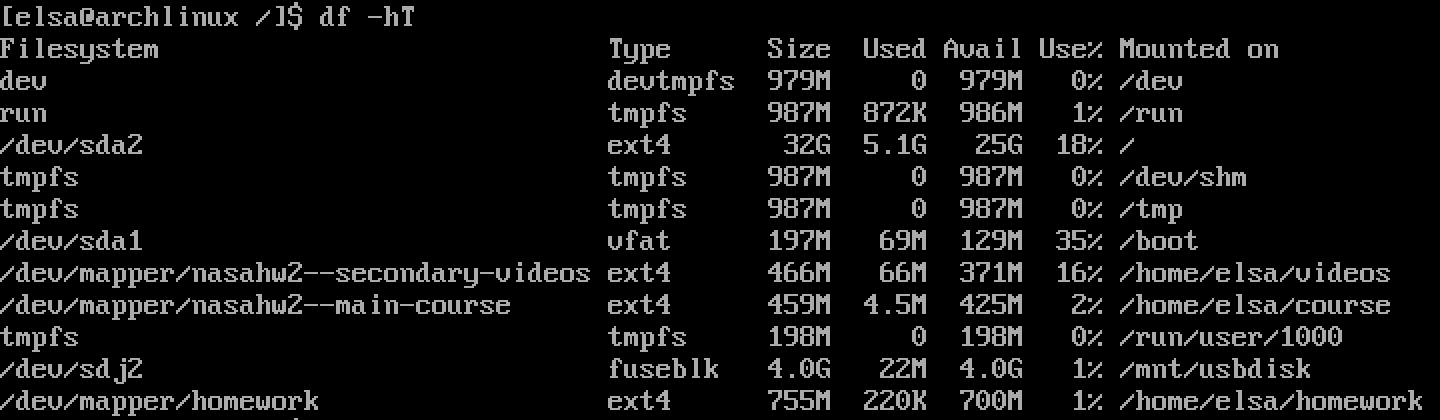 [elsa@archlinux /]$ df -hT
Filesystem                            Type      Size  Used Avail Use% Mounted on
dev                                   devtmpfs  979M     0  979M   0% /dev
run                                   tmpfs     987M  872K  986M   1% /run
/dev/sda2                             ext4       32G  5.1G   25G  18% /
tmpfs                                 tmpfs     987M     0  987M   0% /dev/shm
tmpfs                                 tmpfs     987M     0  987M   0% /tmp
/dev/sda1                             vfat      197M   69M  129M  35% /boot
/dev/mapper/nasahw2--secondary-videos ext4      466M   66M  371M  16% /home/elsa/videos
/dev/mapper/nasahw2--main-course      ext4      459M  4.5M  425M   2% /home/elsa/course
tmpfs                                 tmpfs     198M     0  198M   0% /run/user/1000
/dev/sdj2                             fuseblk   4.0G   22M  4.0G   1% /mnt/usbdisk
/dev/mapper/homework                  ext4      755M  220K  700M   1% /home/elsa/homework